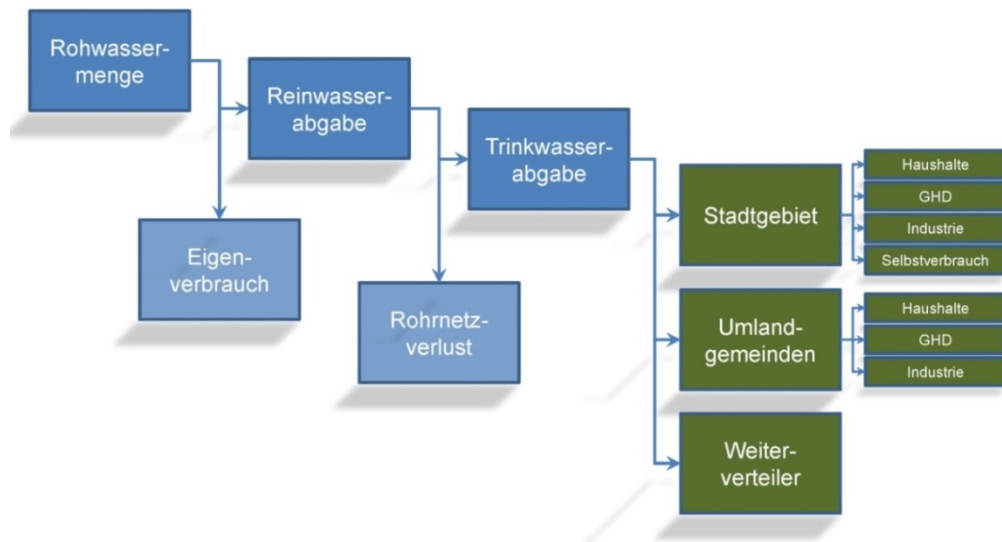 Rohwasser-
menge
Reinwasser-
abgabe
Trinkwasser-
abgabe
Eigen-
verbrauch
Rohrnetz-
verlust
Stadtgebiet
Haushalte
GHD
Industrie
Selbstverbrauch
Umland-
gemeinden
Haushalte
GHD
Industrie
Weiter-
verteiler